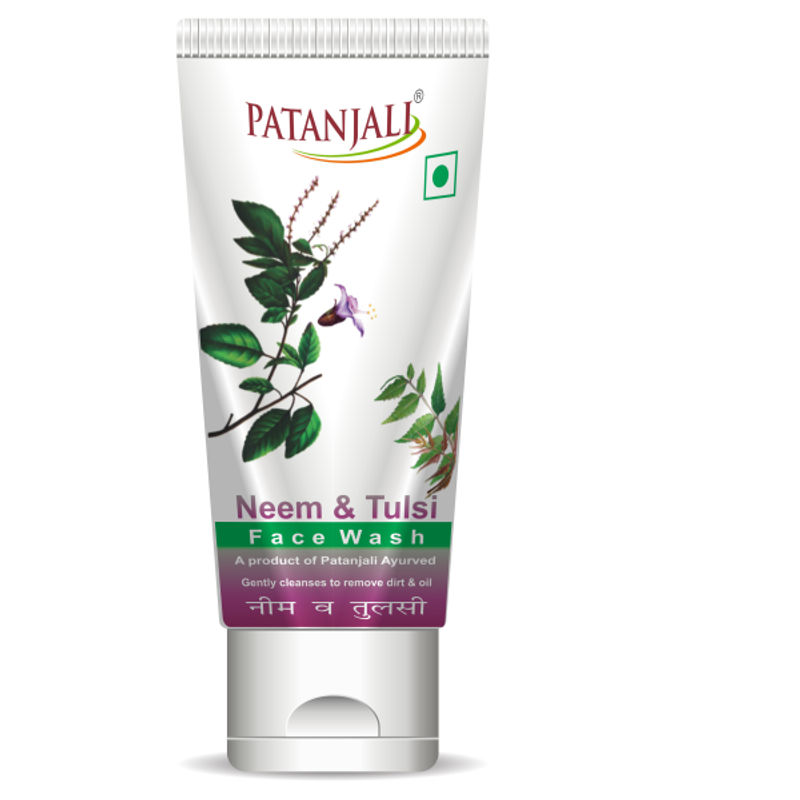 PATANJALI®
Neem & Tulsi
Face Wash
A product of Patanjali Ayurved
Gently cleanses to remove dirt & oil
नीम व तुलसी